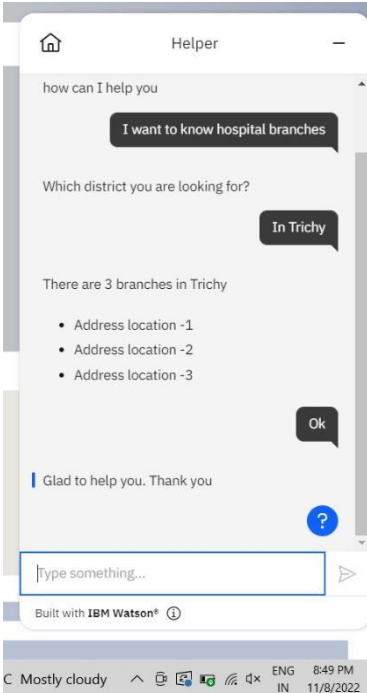 Helper
how can I help you
I want to know hospital branches
Which district you are looking for?
In Trichy
There are 3 branches in Trichy
• Address location -1
• Address location -2
• Address location -3
Ok
Glad to help you. Thank you
?
Type something...
Built with IBM Watson®
C Mostly cloudy
ENG 8:49 PM
IN 11/8/2022